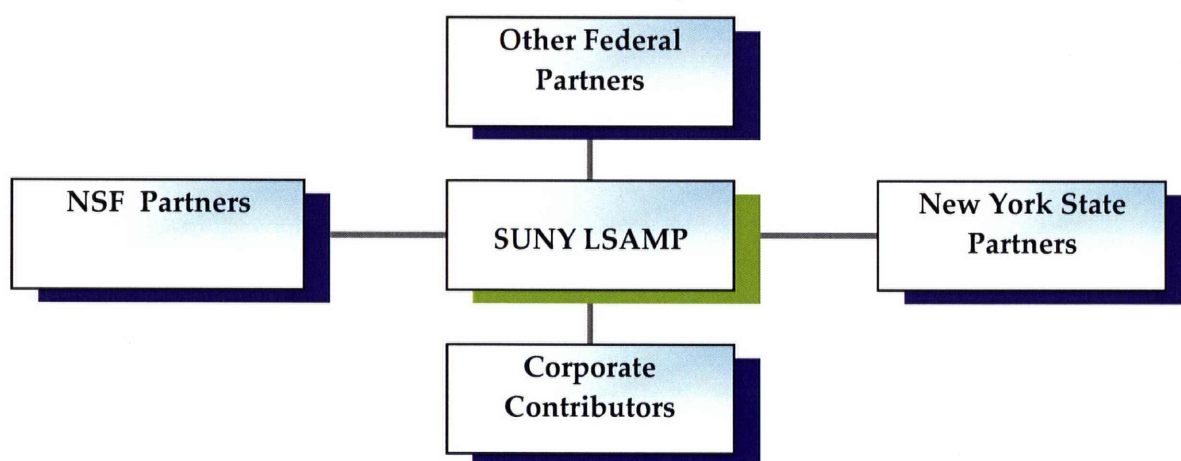 Other Federal
Partners
NSF Partners
SUNY LSAMP
New York State
Partners
Corporate
Contributors